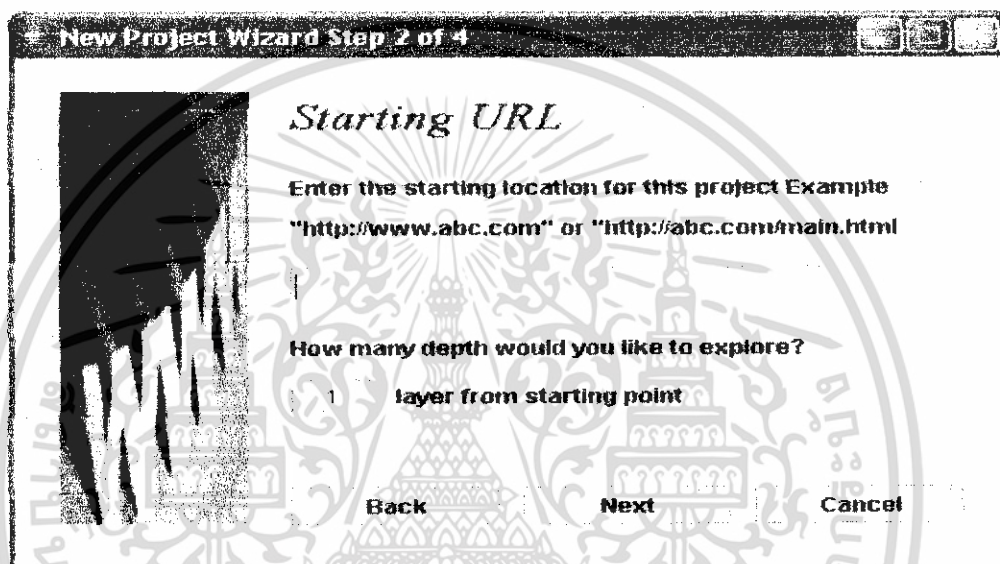 New Project Wizard Step 2 of 4
Starting URL
Enter the starting location for this project Example
"http://www.abc.com" or "http://abc.com/main.html
How many depth would you like to explore?
1 layer from starting point
Back Next Cancel